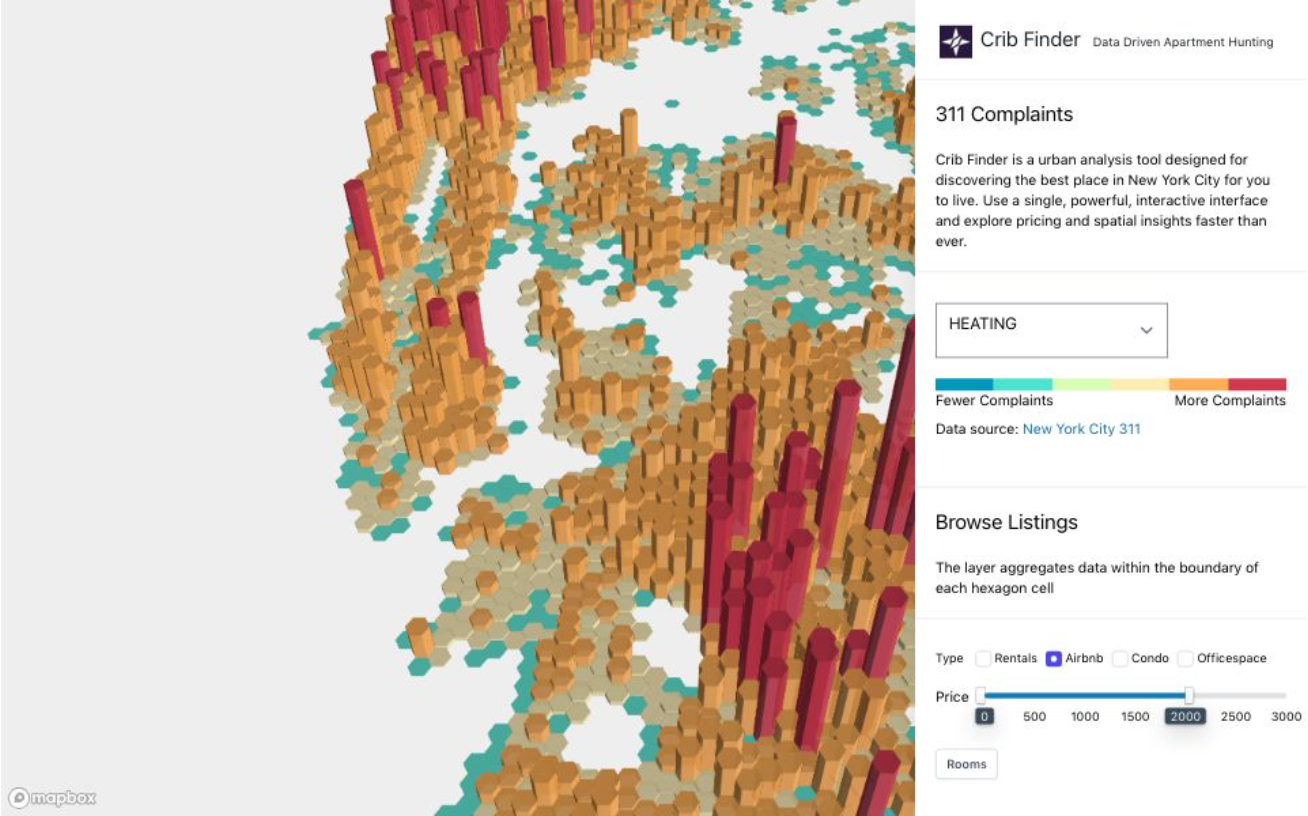 Crib Finder Data Driven Apartment Hunting
311 Complaints
Crib Finder is a urban analysis tool designed for
discovering the best place in New York City for you
to live. Use a single, powerful, interactive interface
and explore pricing and spatial insights faster than
ever.
HEATING
Fewer Complaints More Complaints
Data source: New York City 311
Browse Listings
The layer aggregates data within the boundary of
each hexagon cell
Type Rentals Airbnb Condo Officespace
Price
0 500 1000 1500 2000 2500 3000
Rooms
mapbox